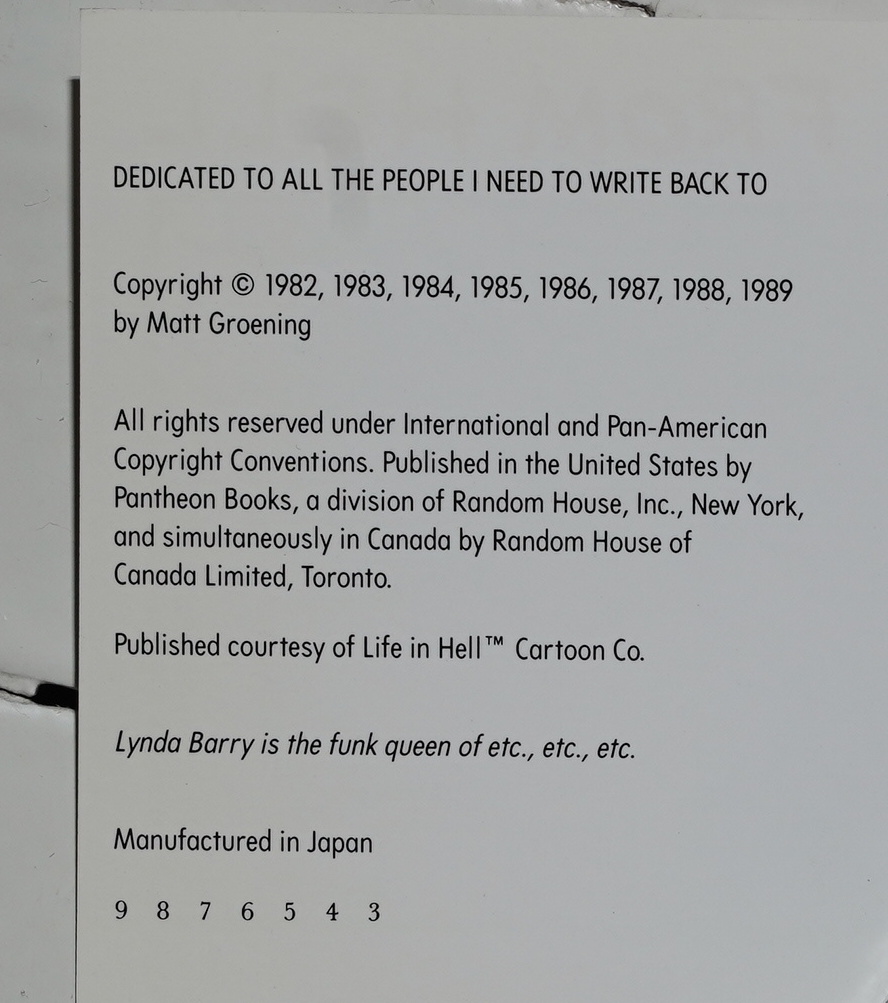 DEDICATED TO ALL THE PEOPLE I NEED TO WRITE BACK TO
Copyright © 1982, 1983, 1984, 1985, 1986, 1987, 1988, 1989
by Matt Groening
All rights reserved under International and Pan-American
Copyright Conventions. Published in the United States by
Pantheon Books, a division of Random House, Inc., New York,
and simultaneously in Canada by Random House of
Canada Limited, Toronto.
Published courtesy of Life in Hell™ Cartoon Co.
Lynda Barry is the funk queen of etc., etc., etc.
Manufactured in Japan
9 8 7 6 5 4 3